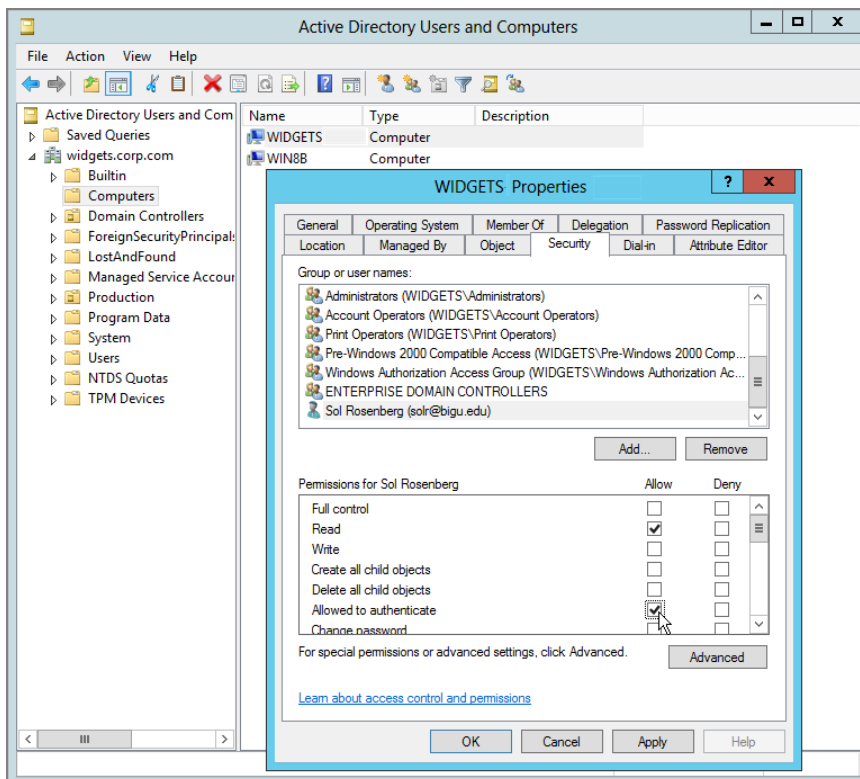 Active Directory Users and Computers
File Action View Help
Active Directory Users and Com
Saved Queries
widgets.corp.com
Builtin
Computers
Domain Controllers
ForeignSecurityPrincipals
LostAndFound
Managed Service Accour
Production
Program Data
System
Users
NTDS Quotas
TPM Devices
Name Type Description
WIDGETS Computer
WIN8B Computer
WIDGETS Properties ? x
General Operating System Member Of Delegation Password Replication
Location Managed By Object Security Dial-in Attribute Editor
Group or user names:
Administrators (WIDGETS\Administrators)
Account Operators (WIDGETS\Account Operators)
Print Operators (WIDGETS\Print Operators)
Pre-Windows 2000 Compatible Access (WIDGETS\Pre-Windows 2000 Comp...
Windows Authorization Access Group (WIDGETS\Windows Authorization Ac...
ENTERPRISE DOMAIN CONTROLLERS
Sol Rosenberg (solr@bigu.edu)
Add... Remove
Permissions for Sol Rosenberg Allow Deny
Full control
Read
Write
Create all child objects
Delete all child objects
Allowed to authenticate
Change password
For special permissions or advanced settings, click Advanced.
Advanced
Learn about access control and permissions
OK Cancel Apply Help